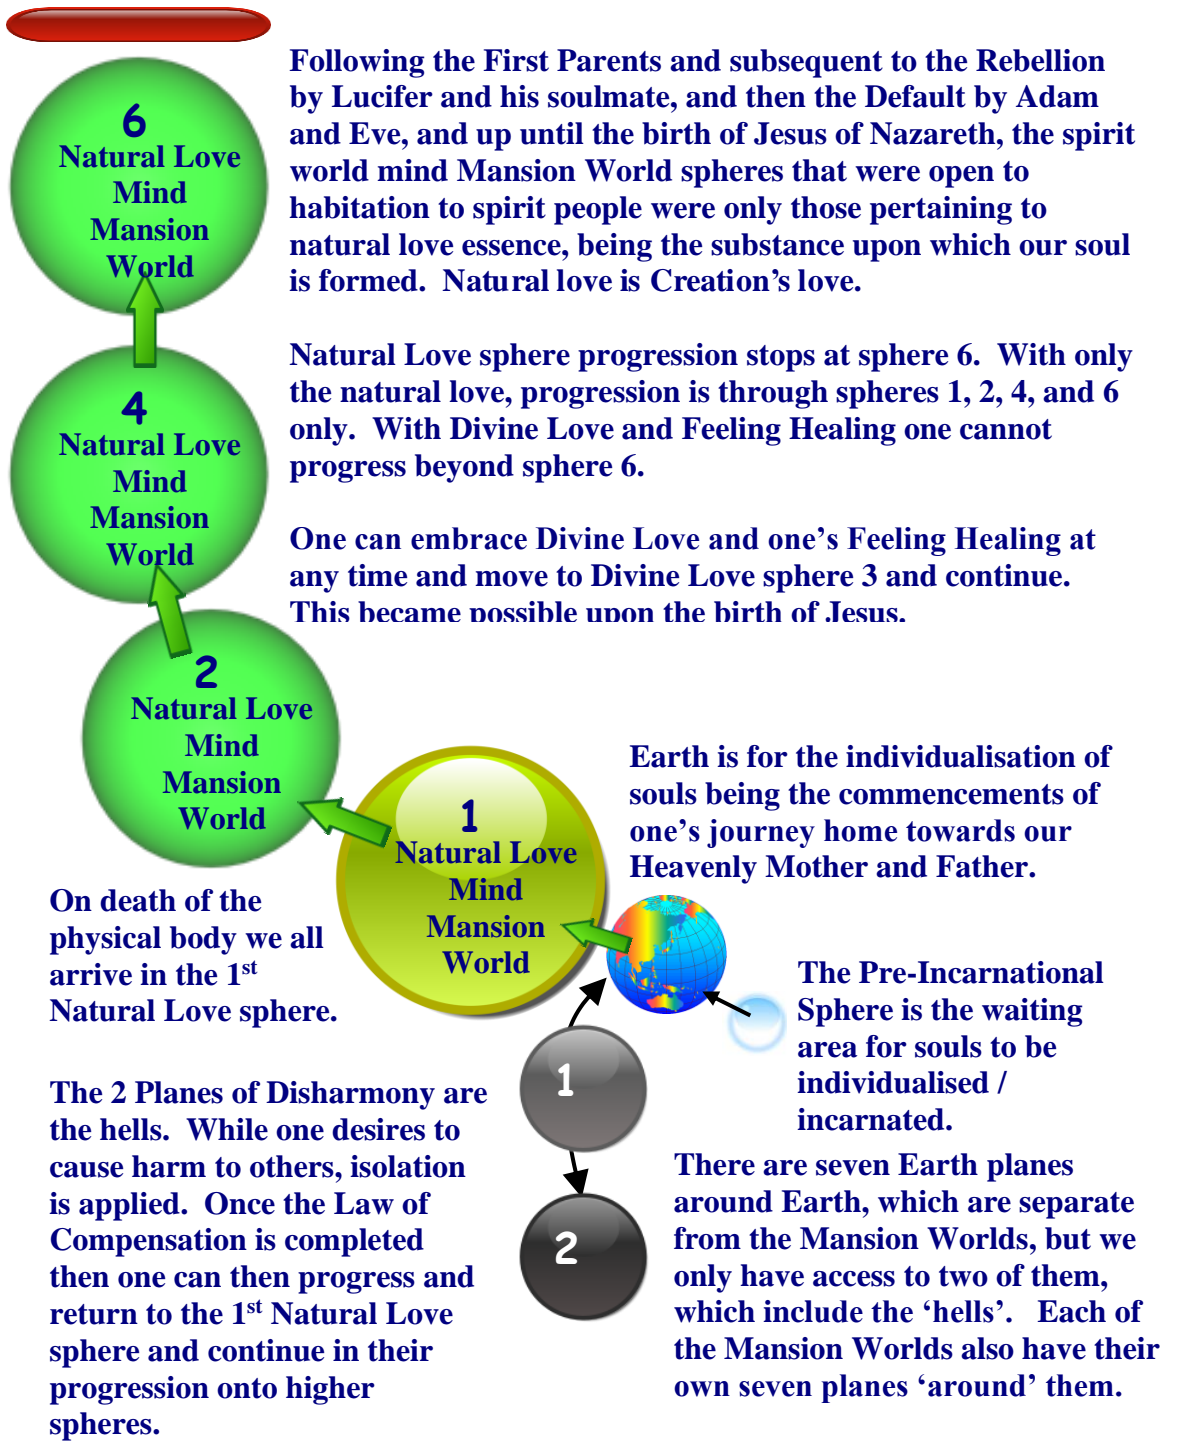 Following the First Parents and subsequent to the Rebellion
by Lucifer and his soulmate, and then the Default by Adam
and Eve, and up until the birth of Jesus of Nazareth, the spirit
world mind Mansion World spheres that were open to
habitation to spirit people were only those pertaining to
natural love essence, being the substance upon which our soul
is formed.  Natural love is Creation’s love.
6
Natural Love
Mind
Mansion
World
Natural Love sphere progression stops at sphere 6.  With only
the natural love, progression is through spheres 1, 2, 4, and 6
only.  With Divine Love and Feeling Healing one cannot
progress beyond sphere 6.
4
Natural Love
Mind
Mansion
World
One can embrace Divine Love and one’s Feeling Healing at
any time and move to Divine Love sphere 3 and continue.
This became possible upon the birth of Jesus.
2
Natural Love
Mind
Mansion
World
1
Natural Love
Mind
Mansion
World
Earth is for the individualisation of
souls being the commencements of
one’s journey home towards our
Heavenly Mother and Father.
On death of the
physical body we all
arrive in the 1st
Natural Love sphere.
The Pre-Incarnational
Sphere is the waiting
area for souls to be
individualised /
incarnated.
1
2
The 2 Planes of Disharmony are
the hells.  While one desires to
cause harm to others, isolation
is applied.  Once the Law of
Compensation is completed
then one can then progress and
return to the 1st Natural Love
sphere and continue in their
progression onto higher
spheres.
There are seven Earth planes
around Earth, which are separate
from the Mansion Worlds, but we
only have access to two of them,
which include the ‘hells’.   Each of
the Mansion Worlds also have their
own seven planes ‘around’ them.